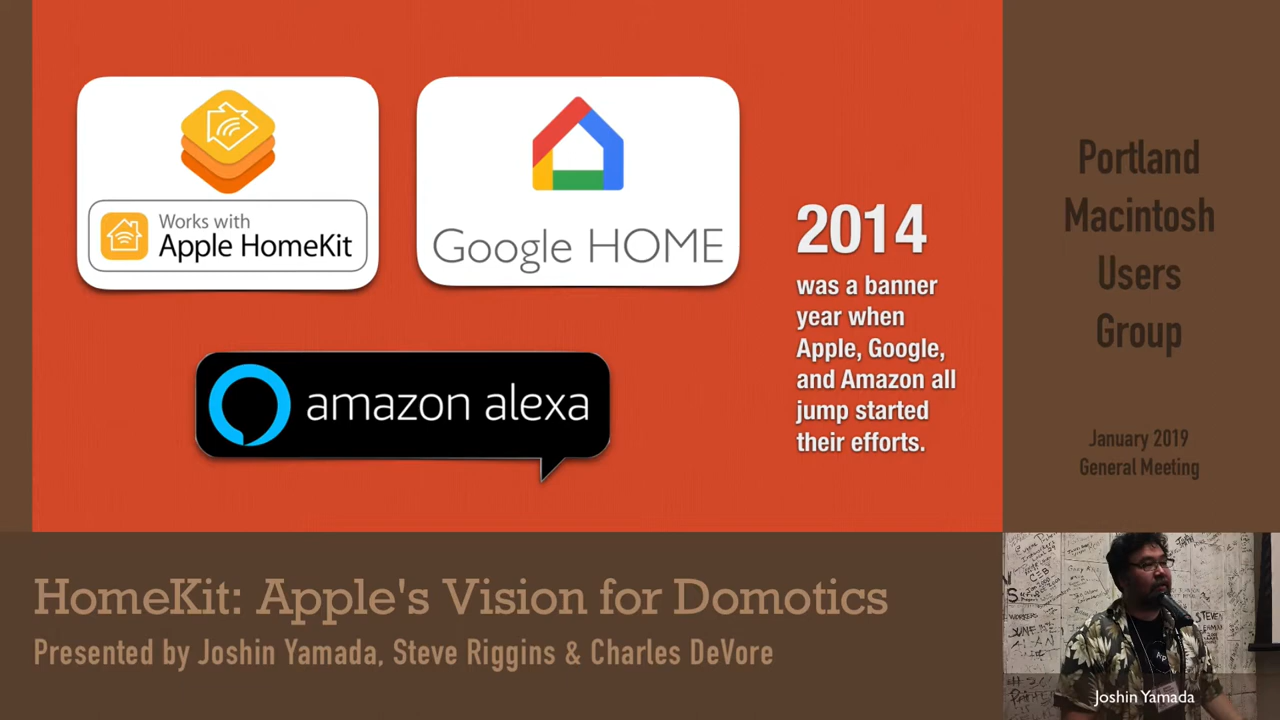 Works with
Apple HomeKit
Google HOME
amazon alexa
2014
was a banner
year when
Apple, Google,
and Amazon all
jump started
their efforts.
Portland
Macintosh
Users
Group
January 2019
General Meeting
HomeKit: Apple's Vision for Domotics
Presented by Joshin Yamada, Steve Riggins & Charles DeVore
Joshin Yamada